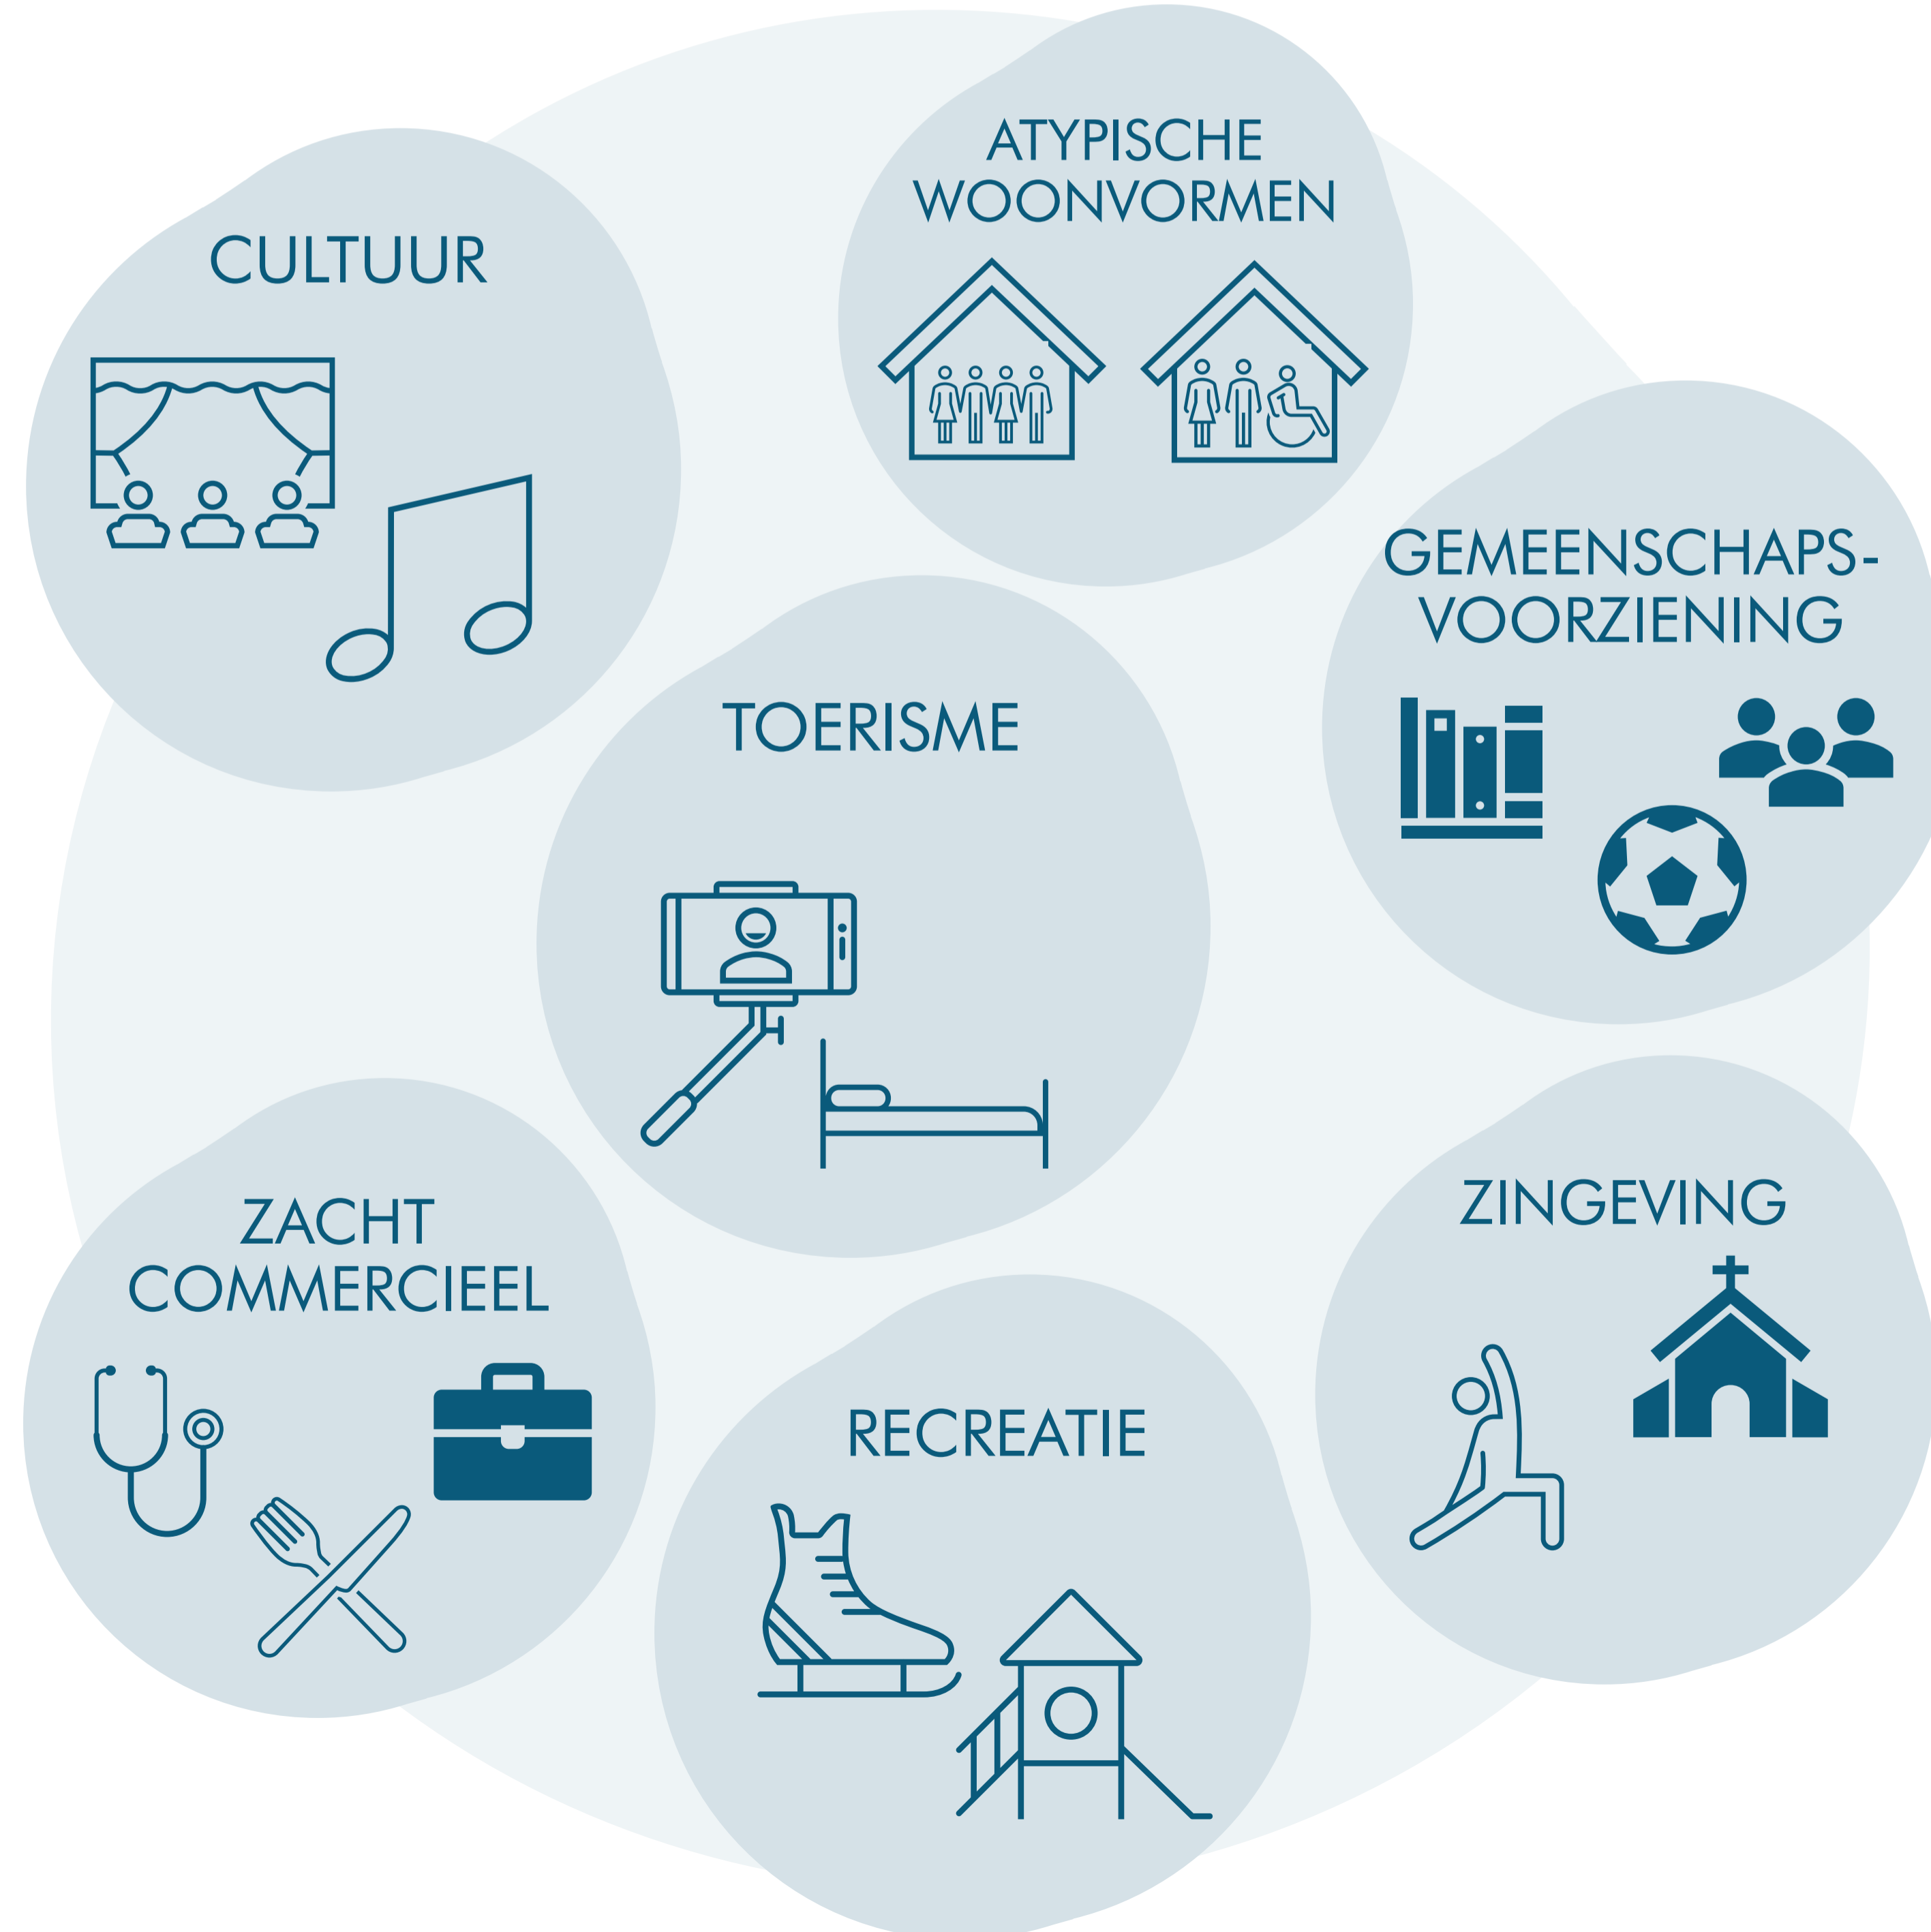 ATYPISCHE
WOONVORMEN
CULTUUR
GEMEENSCHAPS-
VOORZIENING
TOERISME
ZINGEVING
ZACHT
COMMERCIEEL
RECREATIE